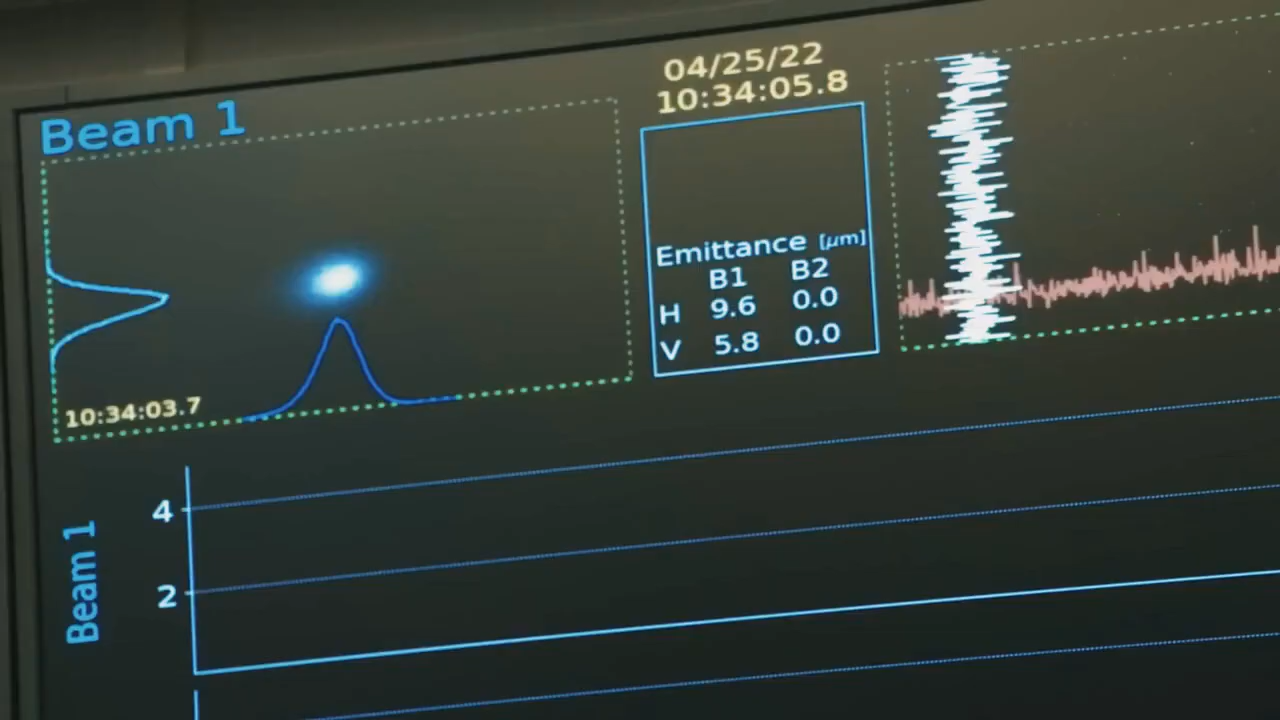 Beam 1
10:34:03.7
04/25/22
10:34:05.8
Emittance [μm]
B1 B2
H 9.6 0.0
V 5.8 0.0
Beam 1
4
2